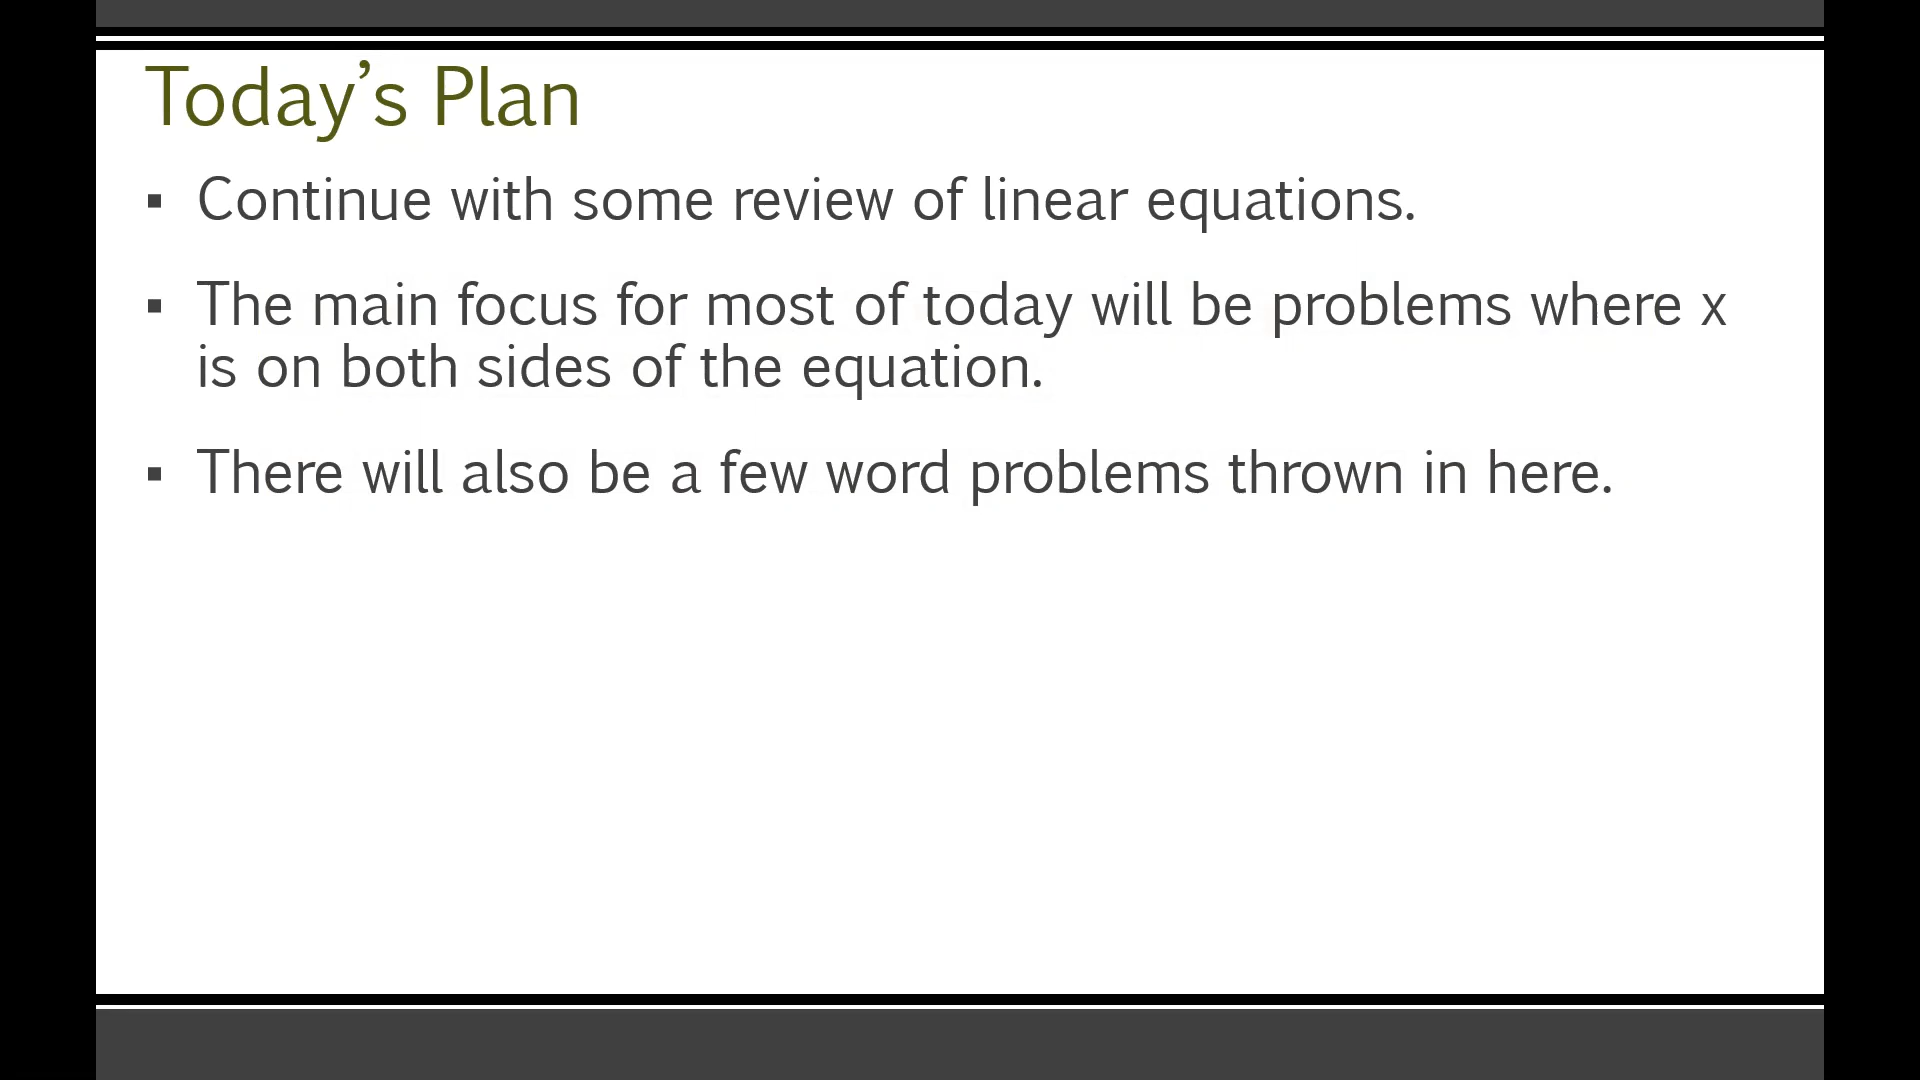 Today’s Plan
▪ Continue with some review of linear equations.
▪ The main focus for most of today will be problems where x
is on both sides of the equation.
▪ There will also be a few word problems thrown in here.